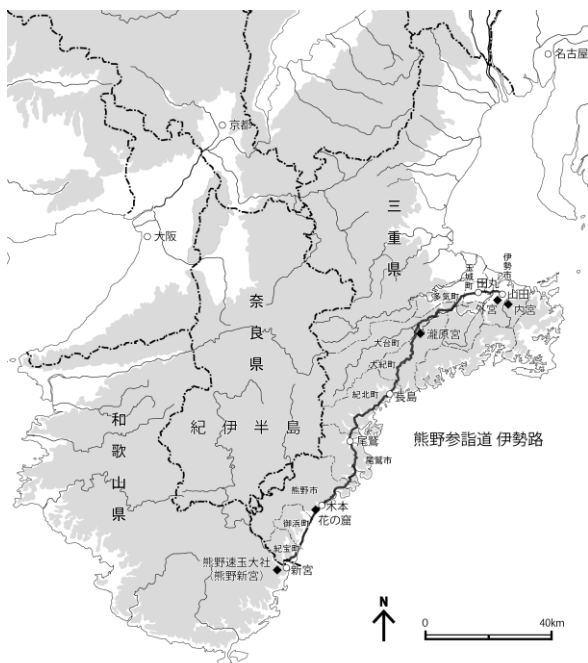 名古屋
京都
大阪
三重県
奈良県
和歌山県
紀伊半島
伊勢市
玉城町
田丸
山田
多気町
外宮
内宮
瀧原宮
大台町
大紀町
紀北町
長島
尾鷲
尾鷲市
熊野参詣道 伊勢路
熊野市
木本
花の窟
御浜町
紀宝町
熊野速玉大社
(熊野新宮)
新宮
N
0
40km